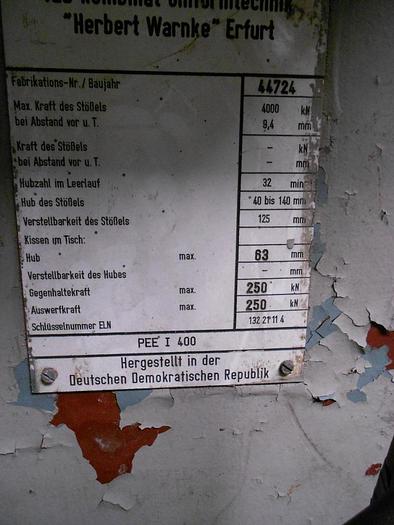 Kombinat Umformtechnik
"Herbert Warnke" Erfurt
Fabrikations-Nr./Baujahr 44724
Max. Kraft des Stößels 4000 kN
bei Abstand vor u. T. 9,4 mm
Kraft des Stößels – kN
bei Abstand vor u. T. – mm
Hubzahl im Leerlauf 32 min
Hub des Stößels 40 bis 140 mm
Verstellbarkeit des Stößels 125 mm
Kissen im Tisch:
Hub max. 63 mm
Verstellbarkeit des Hubes – mm
Gegenhaltekraft max. 250 kN
Auswerfkraft max. 250 kN
Schlüsselnummer ELN 132 21 11 4
PEE I 400
Hergestellt in der
Deutschen Demokratischen Republik